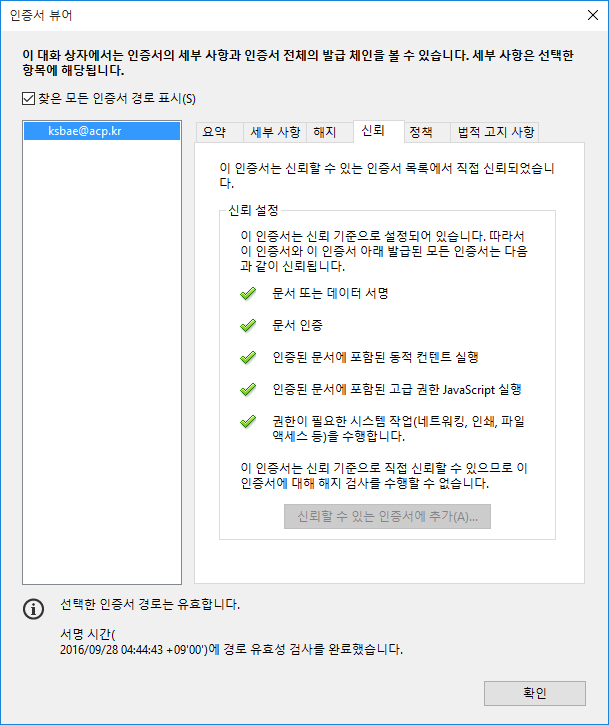 인증서 뷰어
이 대화 상자에서는 인증서의 세부 사항과 인증서 전체의 발급 체인을 볼 수 있습니다. 세부 사항은 선택한
항목에 해당됩니다.
찾은 모든 인증서 경로 표시(S)
ksbae@acp.kr
요약 세부 사항 해지 신뢰 정책 법적 고지 사항
이 인증서는 신뢰할 수 있는 인증서 목록에서 직접 신뢰되었습니
다.
신뢰 설정
이 인증서는 신뢰 기준으로 설정되어 있습니다. 따라서
이 인증서와 이 인증서 아래 발급된 모든 인증서는 다음
과 같이 신뢰됩니다.
문서 또는 데이터 서명
문서 인증
인증된 문서에 포함된 동적 컨텐트 실행
인증된 문서에 포함된 고급 권한 JavaScript 실행
권한이 필요한 시스템 작업(네트워킹, 인쇄, 파일
액세스 등)을 수행합니다.
이 인증서는 신뢰 기준으로 직접 신뢰할 수 있으므로 이
인증서에 대해 해지 검사를 수행할 수 없습니다.
신뢰할 수 있는 인증서에 추가(A)...
선택한 인증서 경로는 유효합니다.
서명 시간(
2016/09/28 04:44:43 +09'00')에 경로 유효성 검사를 완료했습니다.
확인